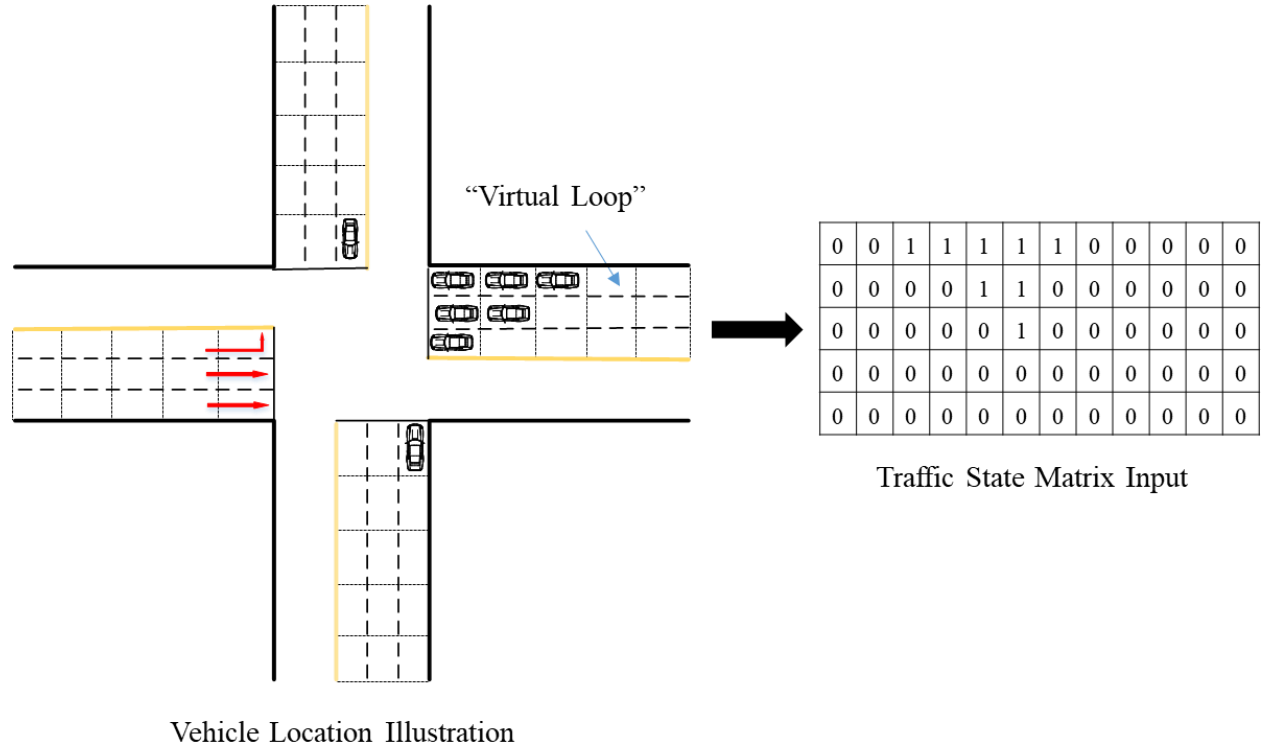 “Virtual Loop”
0 0 1 1 1 1 1 0 0 0 0 0
0 0 0 0 1 1 0 0 0 0 0 0
0 0 0 0 0 1 0 0 0 0 0 0
0 0 0 0 0 0 0 0 0 0 0 0
0 0 0 0 0 0 0 0 0 0 0 0
Traffic State Matrix Input
Vehicle Location Illustration